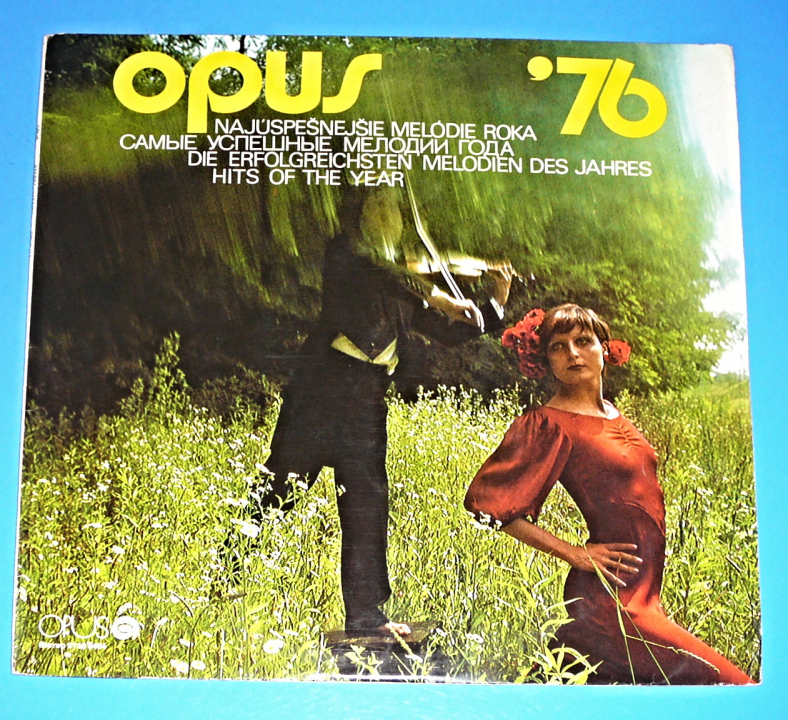 opus '76
NAJÚSPEŠNEJŠIE MELÓDIE ROKA
САМЫЕ УСПЕШНЫЕ МЕЛОДИИ ГОДА
DIE ERFOLGREICHSTEN MELODIEN DES JAHRES
HITS OF THE YEAR
OPUS